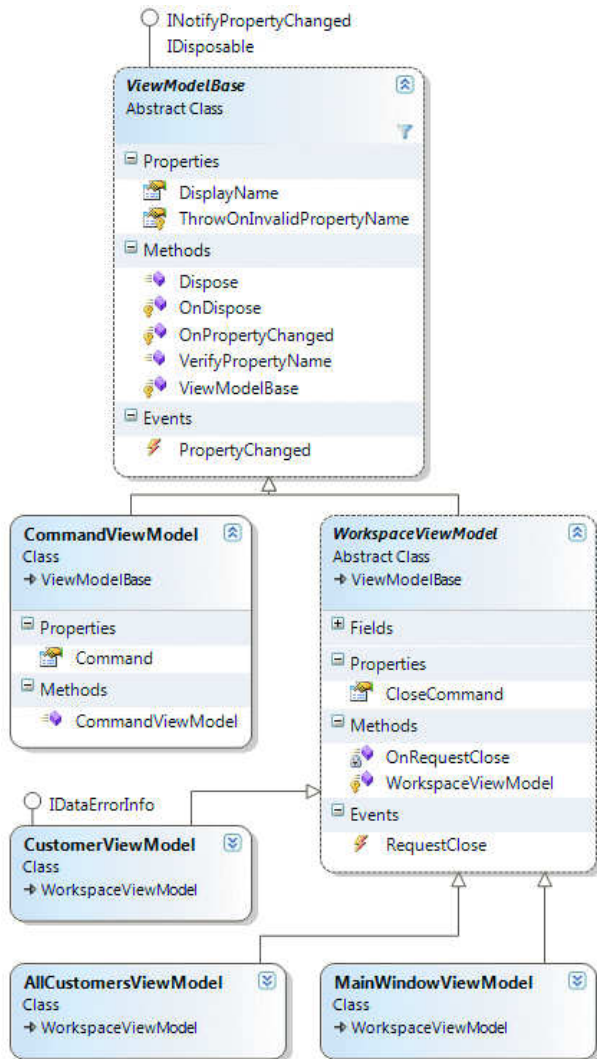 INotifyPropertyChanged
IDisposable
ViewModelBase
Abstract Class
Properties
DisplayName
ThrowOnInvalidPropertyName
Methods
Dispose
OnDispose
OnPropertyChanged
VerifyPropertyName
ViewModelBase
Events
PropertyChanged
CommandViewModel
Class
ViewModelBase
Properties
Command
Methods
CommandViewModel
WorkspaceViewModel
Abstract Class
ViewModelBase
Fields
Properties
CloseCommand
Methods
OnRequestClose
WorkspaceViewModel
Events
RequestClose
IDataErrorInfo
CustomerViewModel
Class
WorkspaceViewModel
AllCustomersViewModel
Class
WorkspaceViewModel
MainWindowViewModel
Class
WorkspaceViewModel